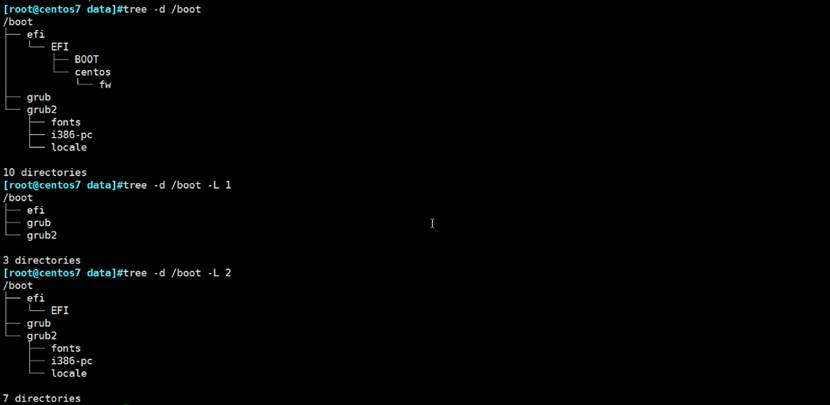 [root@centos7 data]#tree -d /boot
/boot
├── efi
│   └── EFI
│       ├── BOOT
│       └── centos
│           └── fw
├── grub
└── grub2
    ├── fonts
    ├── i386-pc
    └── locale

10 directories
[root@centos7 data]#tree -d /boot -L 1
/boot
├── efi
├── grub
└── grub2

3 directories
[root@centos7 data]#tree -d /boot -L 2
/boot
├── efi
│   └── EFI
├── grub
└── grub2
    ├── fonts
    ├── i386-pc
    └── locale

7 directories